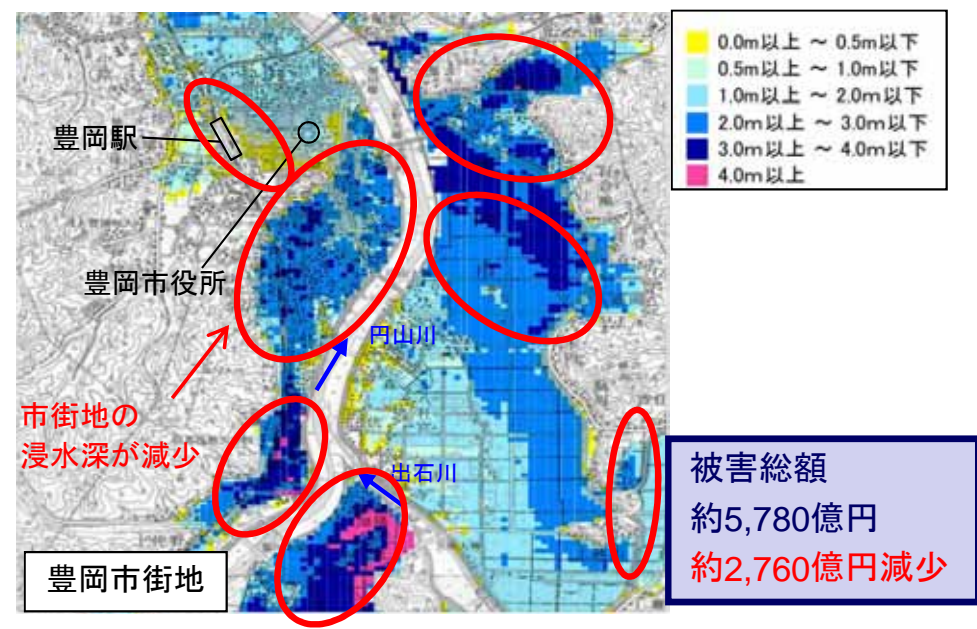 0.0m以上 ～ 0.5m以下
0.5m以上 ～ 1.0m以下
1.0m以上 ～ 2.0m以下
2.0m以上 ～ 3.0m以下
3.0m以上 ～ 4.0m以下
4.0m以上
豊岡駅
豊岡市役所
円山川
市街地の
浸水深が減少
出石川
豊岡市街地
被害総額
約5,780億円
約2,760億円減少